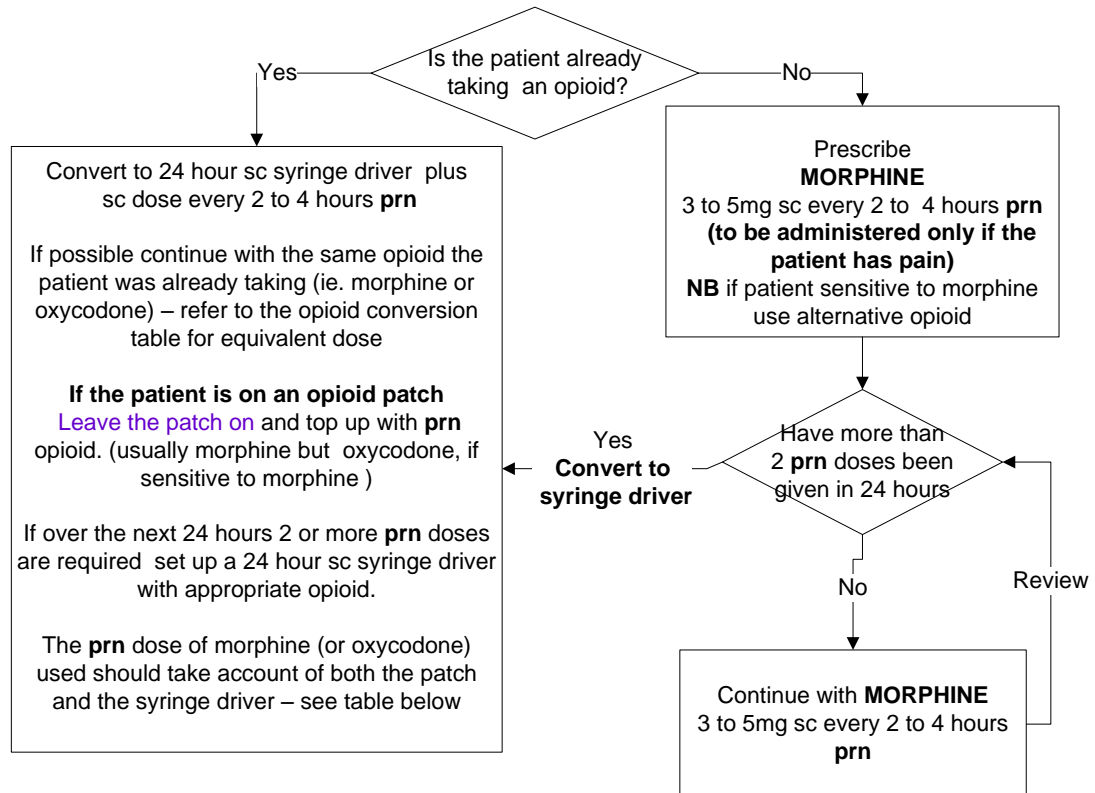 Is the patient already
taking an opioid?
Yes
No
Convert to 24 hour sc syringe driver plus
sc dose every 2 to 4 hours prn
If possible continue with the same opioid the
patient was already taking (ie. morphine or
oxycodone) – refer to the opioid conversion
table for equivalent dose
If the patient is on an opioid patch
Leave the patch on and top up with prn
opioid. (usually morphine but oxycodone, if
sensitive to morphine )
If over the next 24 hours 2 or more prn doses
are required set up a 24 hour sc syringe driver
with appropriate opioid.
The prn dose of morphine (or oxycodone)
used should take account of both the patch
and the syringe driver – see table below
Prescribe
MORPHINE
3 to 5mg sc every 2 to 4 hours prn
(to be administered only if the
patient has pain)
NB if patient sensitive to morphine
use alternative opioid
Have more than
2 prn doses been
given in 24 hours
Yes
Convert to
syringe driver
No
Review
Continue with MORPHINE
3 to 5mg sc every 2 to 4 hours
prn